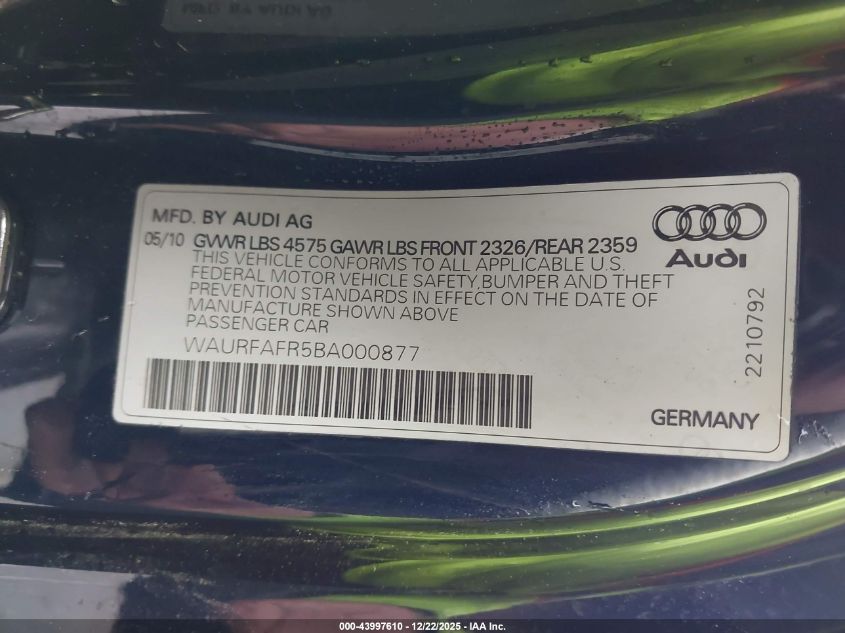 MFD. BY AUDI AG
05/10 GVWR LBS 4575 GAWR LBS FRONT 2326/REAR 2359
THIS VEHICLE CONFORMS TO ALL APPLICABLE U.S.
FEDERAL MOTOR VEHICLE SAFETY,BUMPER AND THEFT
PREVENTION STANDARDS IN EFFECT ON THE DATE OF
MANUFACTURE SHOWN ABOVE
PASSENGER CAR
WAURFAFR5BA000877
Audi
2210792
GERMANY
000-43997610 - 12/22/2025 - IAA Inc.